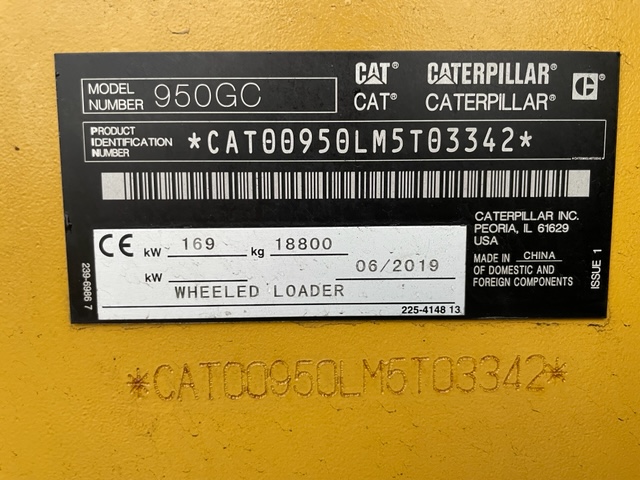 MODEL NUMBER 950GC
CAT® CATERPILLAR®
CAT® CATERPILLAR®
PRODUCT IDENTIFICATION NUMBER *CAT00950LM5T03342*
CATERPILLAR INC.
PEORIA, IL 61629
USA
MADE IN CHINA
OF DOMESTIC AND
FOREIGN COMPONENTS
ISSUE 1
CE kW 169 kg 18800
kW 06/2019
WHEELED LOADER
225-4148 13
239-6986 7
*CAT00950LM5T03342*